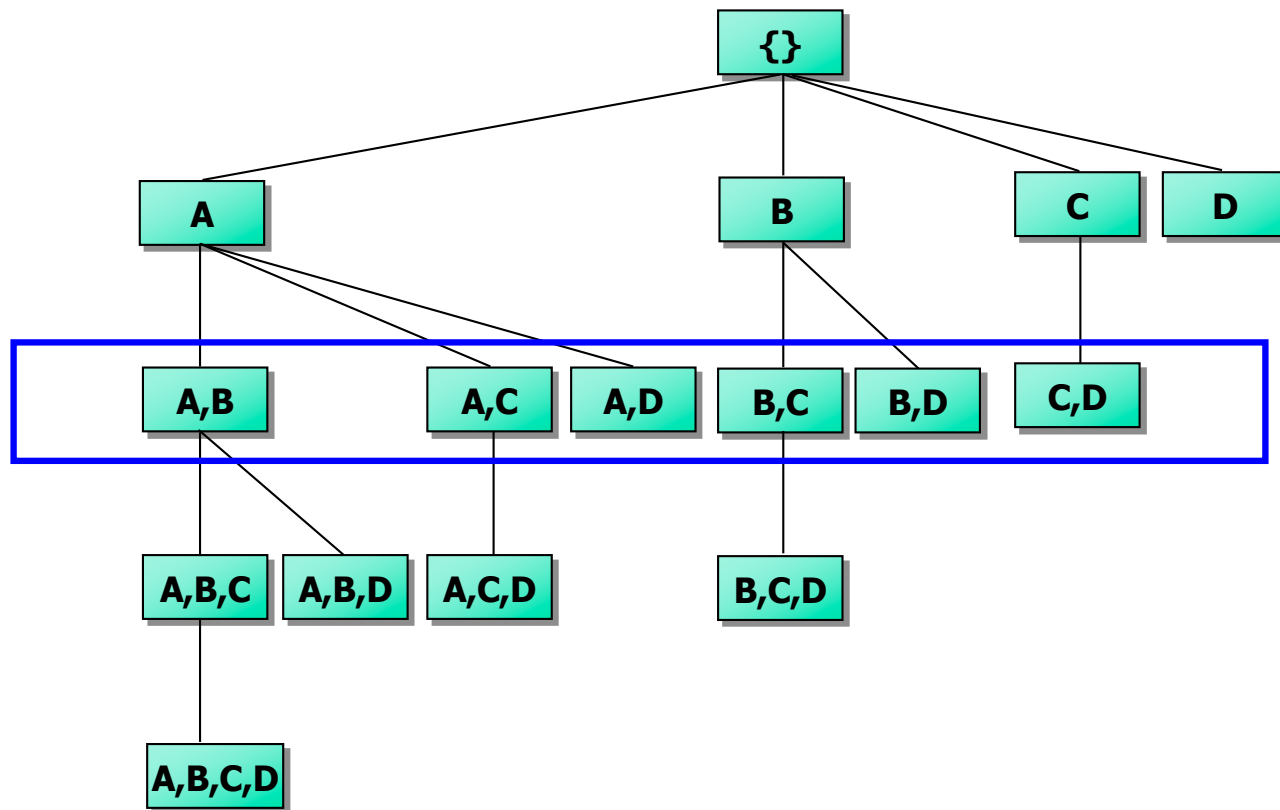 {}
A
B
C
D
A,B
A,C
A,D
B,C
B,D
C,D
A,B,C
A,B,D
A,C,D
B,C,D
A,B,C,D